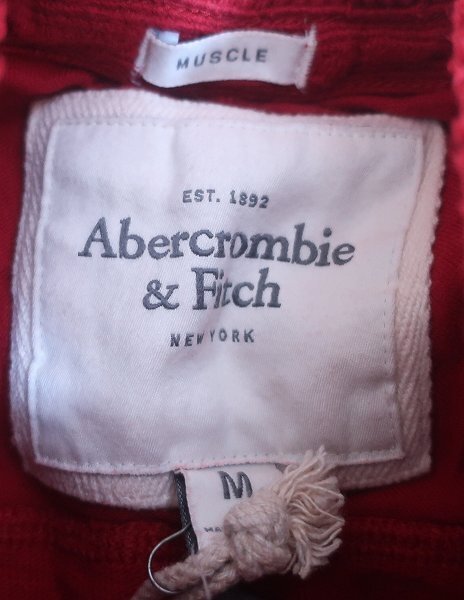 MUSCLE
EST. 1892
Abercrombie
& Fitch
NEW YORK
M